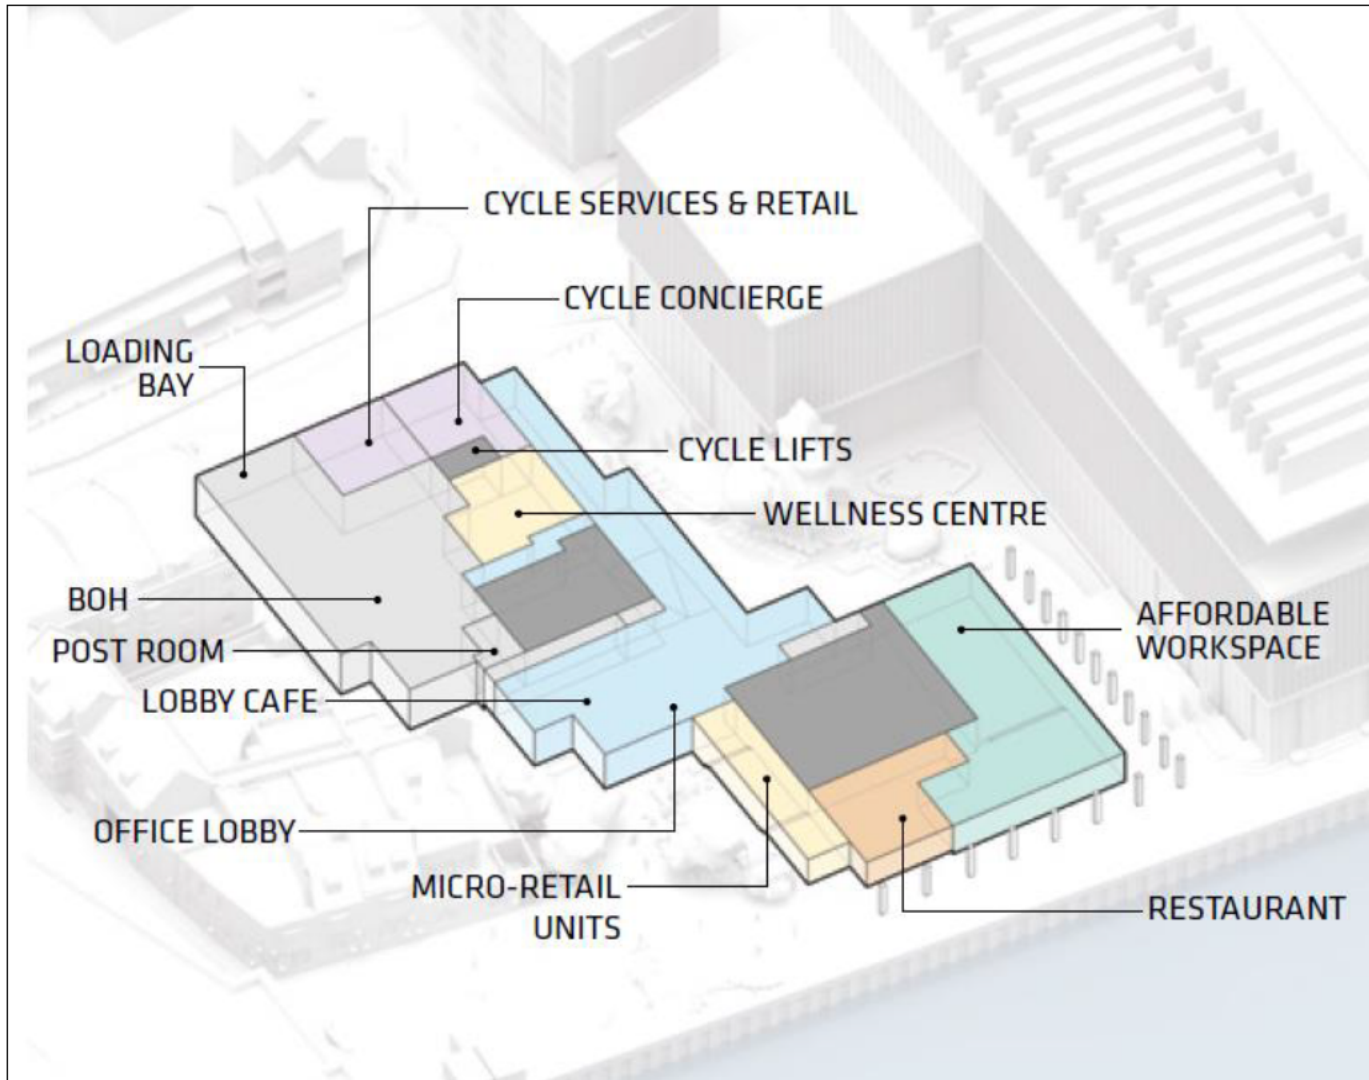 CYCLE SERVICES & RETAIL
CYCLE CONCIERGE
LOADING
BAY
CYCLE LIFTS
WELLNESS CENTRE
BOH
AFFORDABLE
WORKSPACE
POST ROOM
LOBBY CAFE
OFFICE LOBBY
MICRO-RETAIL
UNITS
RESTAURANT